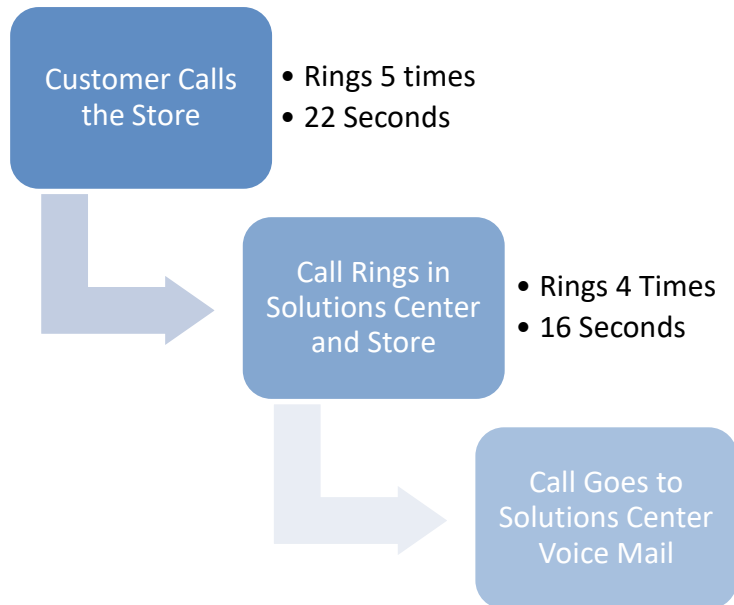 Customer Calls
the Store
• Rings 5 times
• 22 Seconds
Call Rings in
Solutions Center
and Store
• Rings 4 Times
• 16 Seconds
Call Goes to
Solutions Center
Voice Mail